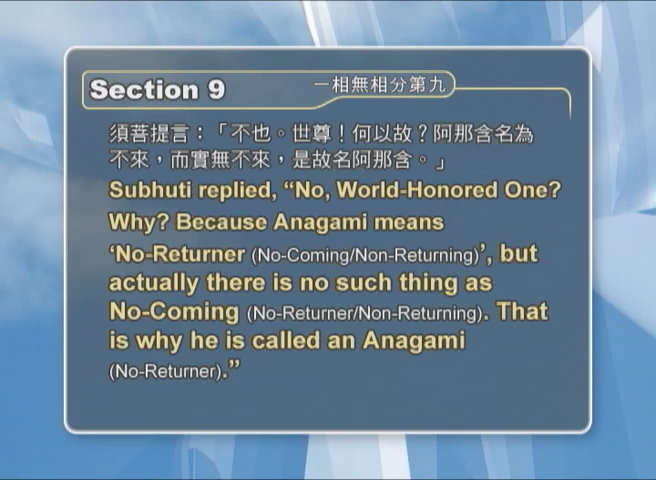 Section 9
一相無相分第九
須菩提言：「不也。世尊！何以故？阿那含名為
不來，而實無不來，是故名阿那含。」
Subhuti replied, “No, World-Honored One?
Why? Because Anagami means
‘No-Returner (No-Coming/Non-Returning)’, but
actually there is no such thing as
No-Coming (No-Returner/Non-Returning). That
is why he is called an Anagami
(No-Returner).”